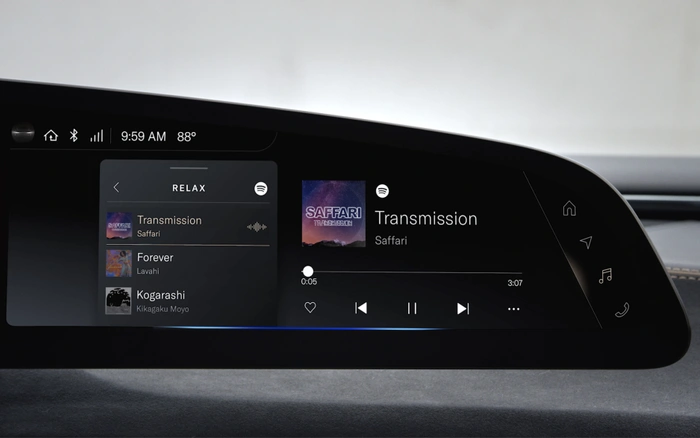 9:59 AM 88°
RELAX
Transmission
Saffari
Forever
Lavahi
Kogarashi
Kikagaku Moyo
SAFFARI
TRANSMISSION
Transmission
Saffari
0:05
3:07